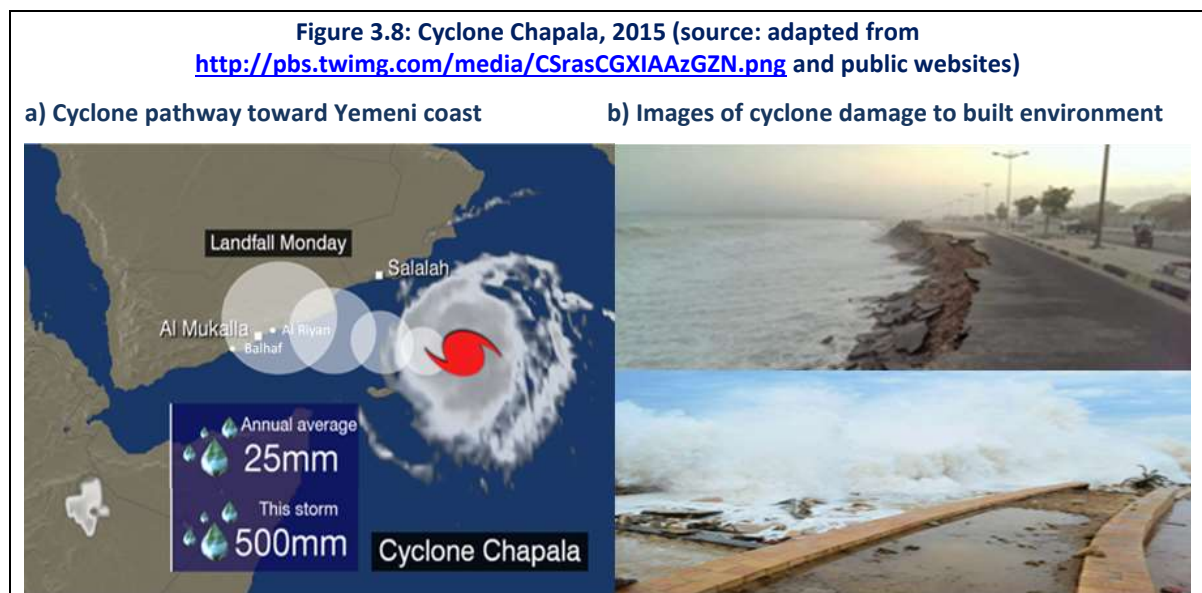 Figure 3.8: Cyclone Chapala, 2015 (source: adapted from
http://pbs.twimg.com/media/CSrasCGXIAAzGZN.png and public websites)
a) Cyclone pathway toward Yemeni coast
b) Images of cyclone damage to built environment
Landfall Monday
Salalah
Al Mukalla
Al Riyan
Balhaf
Annual average
25mm
This storm
500mm
Cyclone Chapala